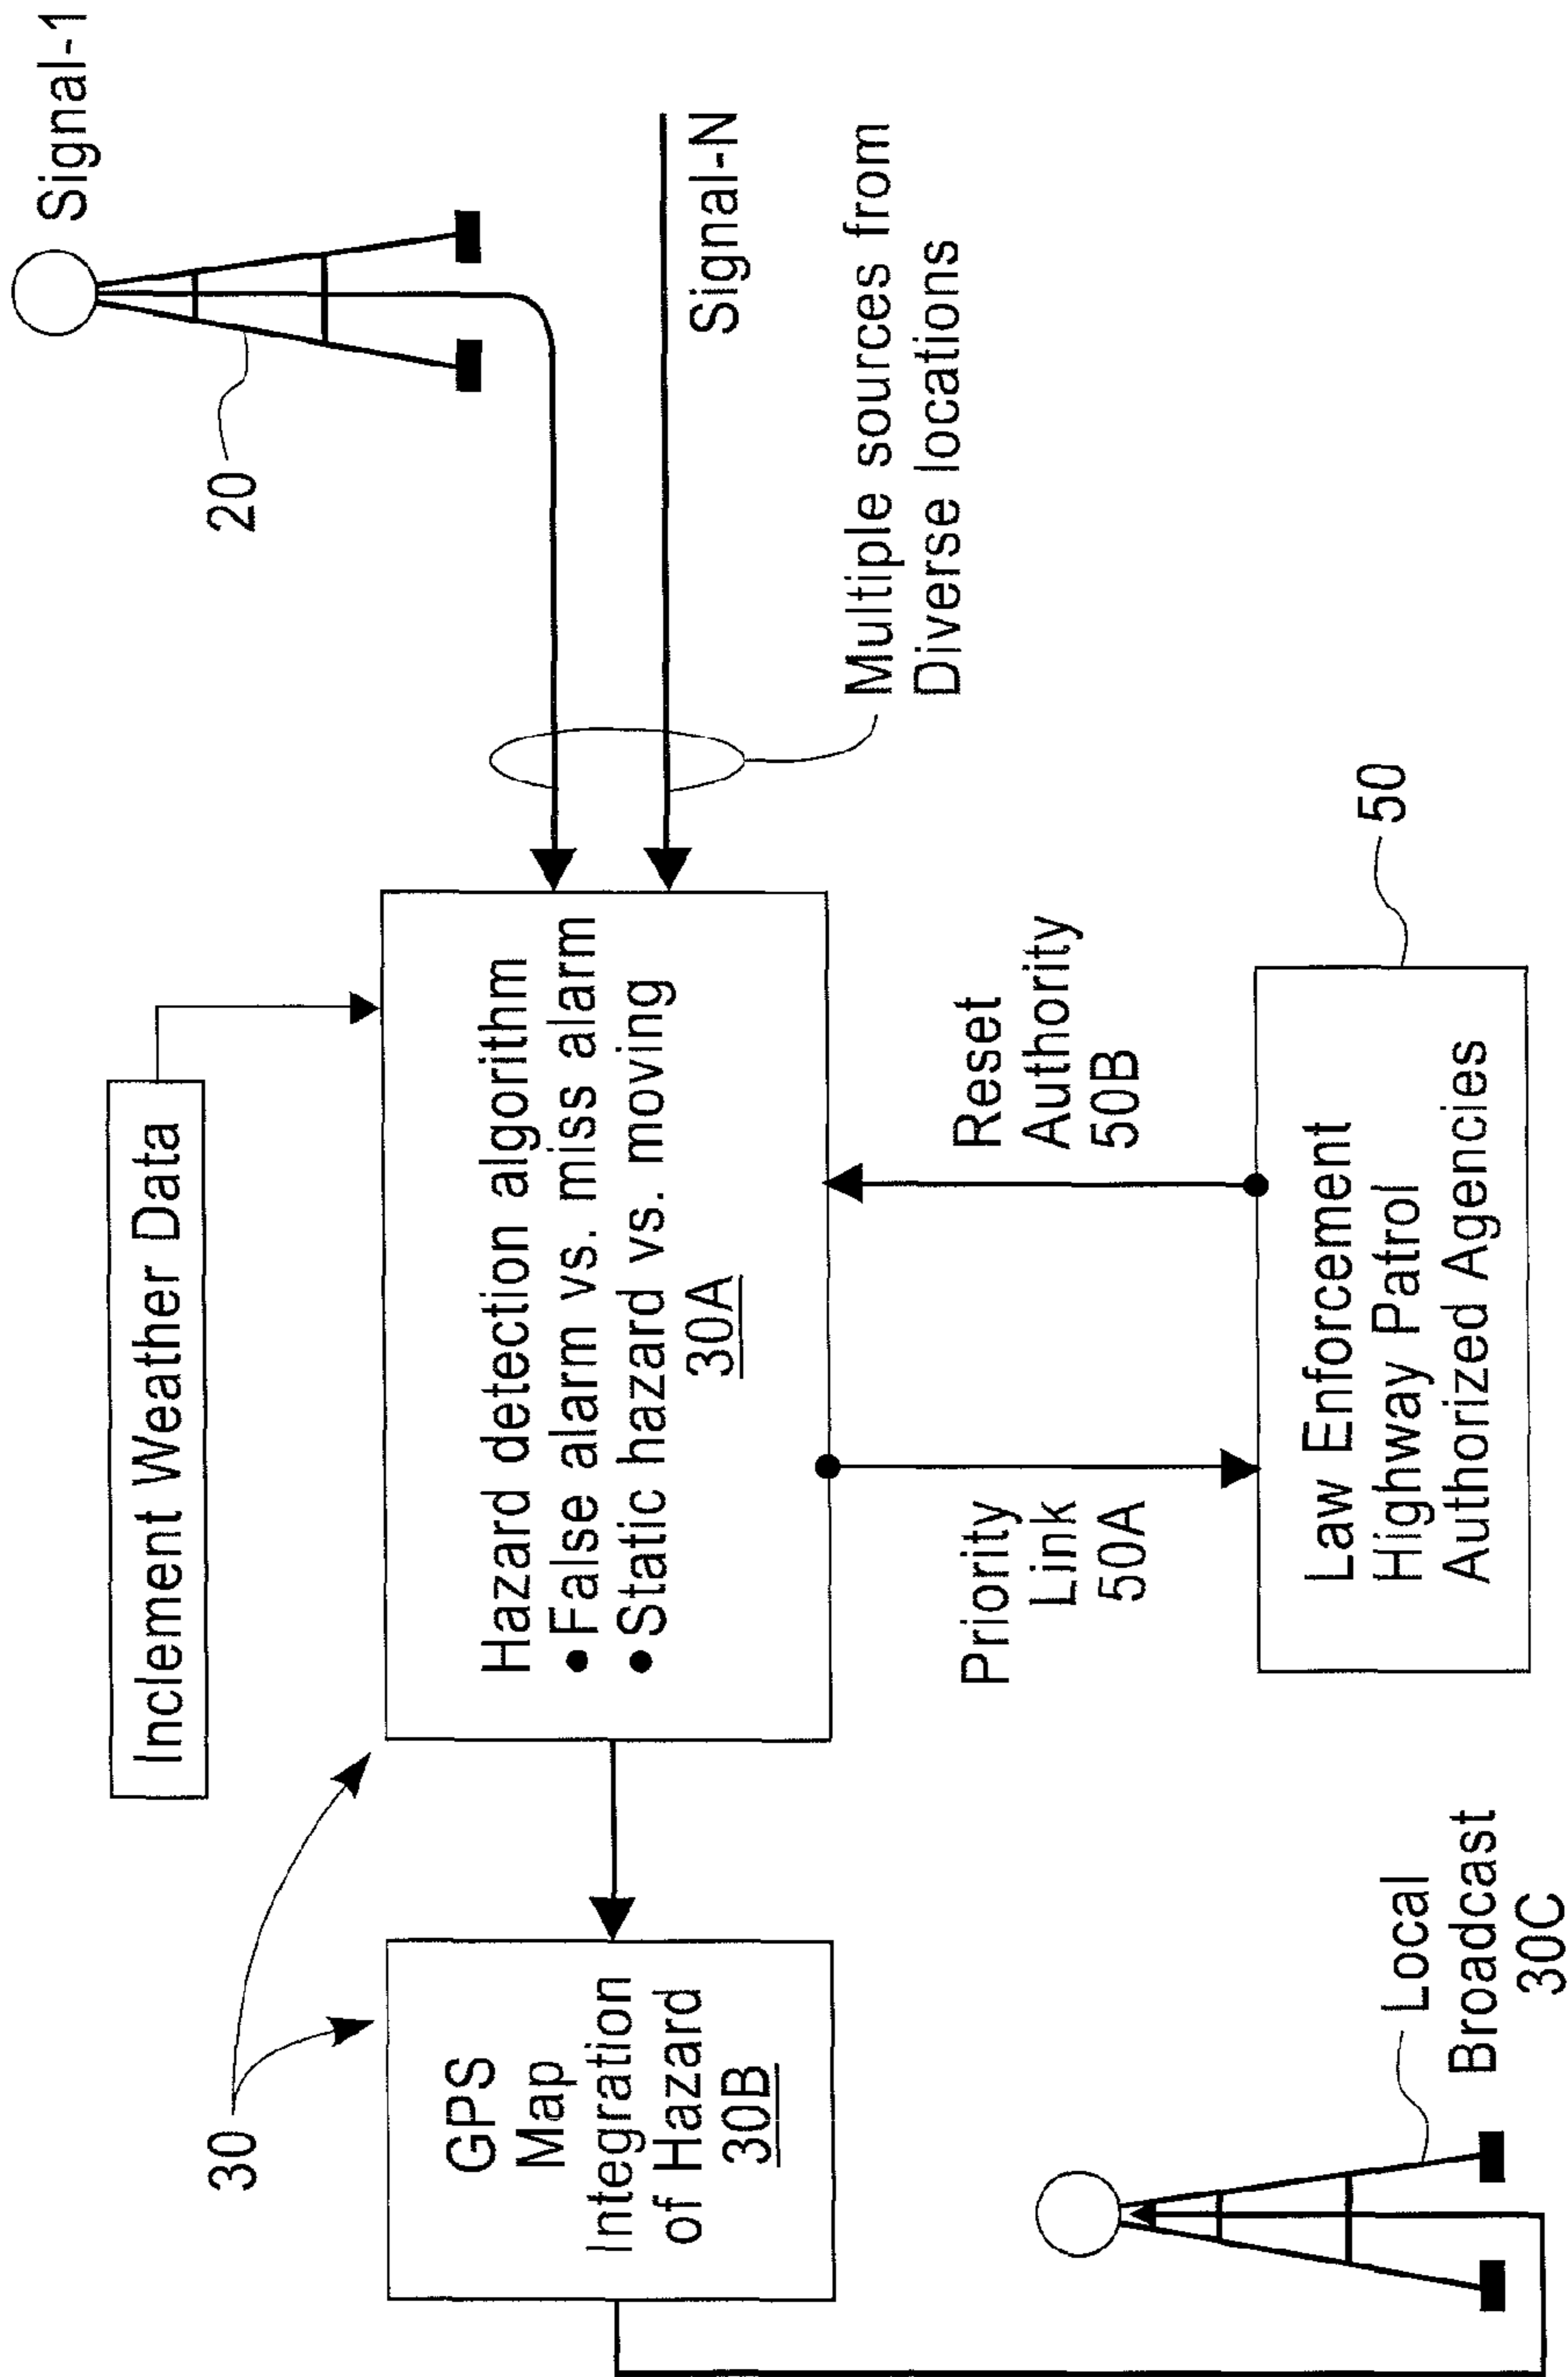 Signal-1
20
Signal-N
Multiple sources from
Diverse locations
Inclement Weather Data
30
Hazard detection algorithm
• False alarm vs. miss alarm
• Static hazard vs. moving
30A
GPS
Map
Integration
of Hazard
30B
Priority
Link
50A
Reset
Authority
50B
50
Law Enforcement
Highway Patrol
Authorized Agencies
Local
Broadcast
30C